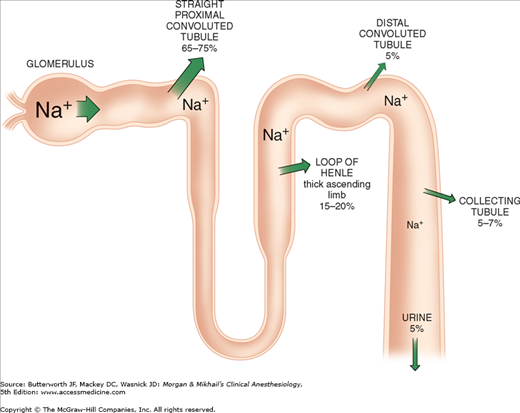 STRAIGHT
PROXIMAL
CONVOLUTED
TUBULE
65–75%
GLOMERULUS
Na+
Na+
DISTAL
CONVOLUTED
TUBULE
5%
Na+
Na+
LOOP OF
HENLE
thick ascending
limb
15–20%
COLLECTING
TUBULE
5–7%
Na+
URINE
5%
Source: Butterworth JF, Mackey DC, Wasnick JD: Morgan & Mikhail's Clinical Anesthesiology,
5th Edition: www.accessmedicine.com
Copyright © The McGraw-Hill Companies, Inc. All rights reserved.